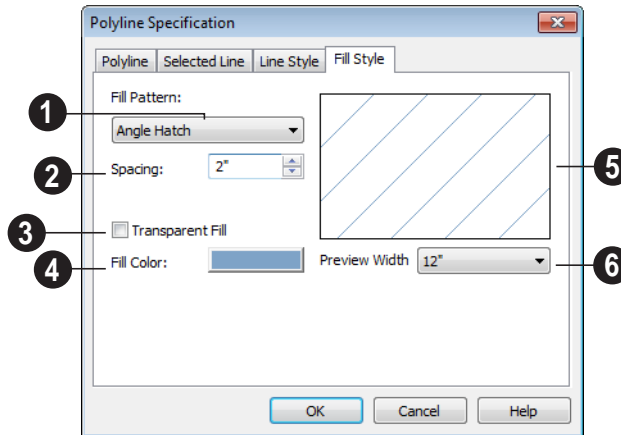 Polyline Specification
Polyline Selected Line Line Style Fill Style
Fill Pattern:
1
Angle Hatch
2 Spacing: 2" 5
3 Transparent Fill
4 Fill Color: Preview Width 12" 6
OK Cancel Help